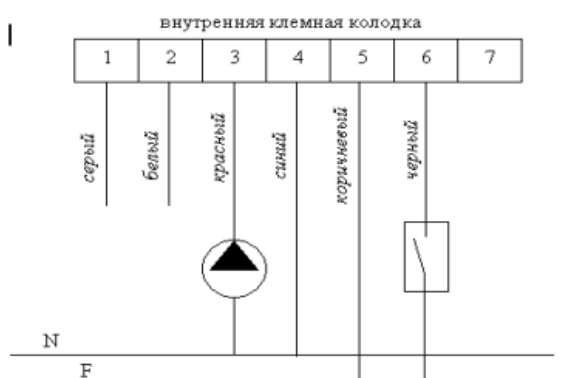 внутренняя клемная колодка
1 2 3 4 5 6 7
серый
белый
красный
синий
коричневый
черный
N
F